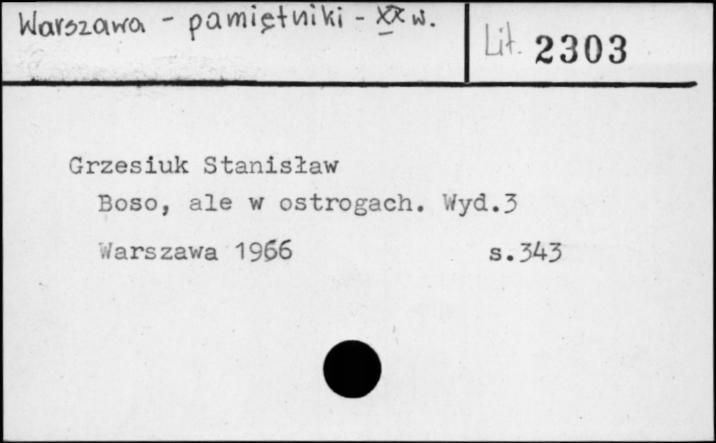 Warszawa - pamiętniki - XX w.
Lit. 2303
Grzesiuk Stanisław
Boso, ale w ostrogach. Wyd.3
Warszawa 1966 s.343